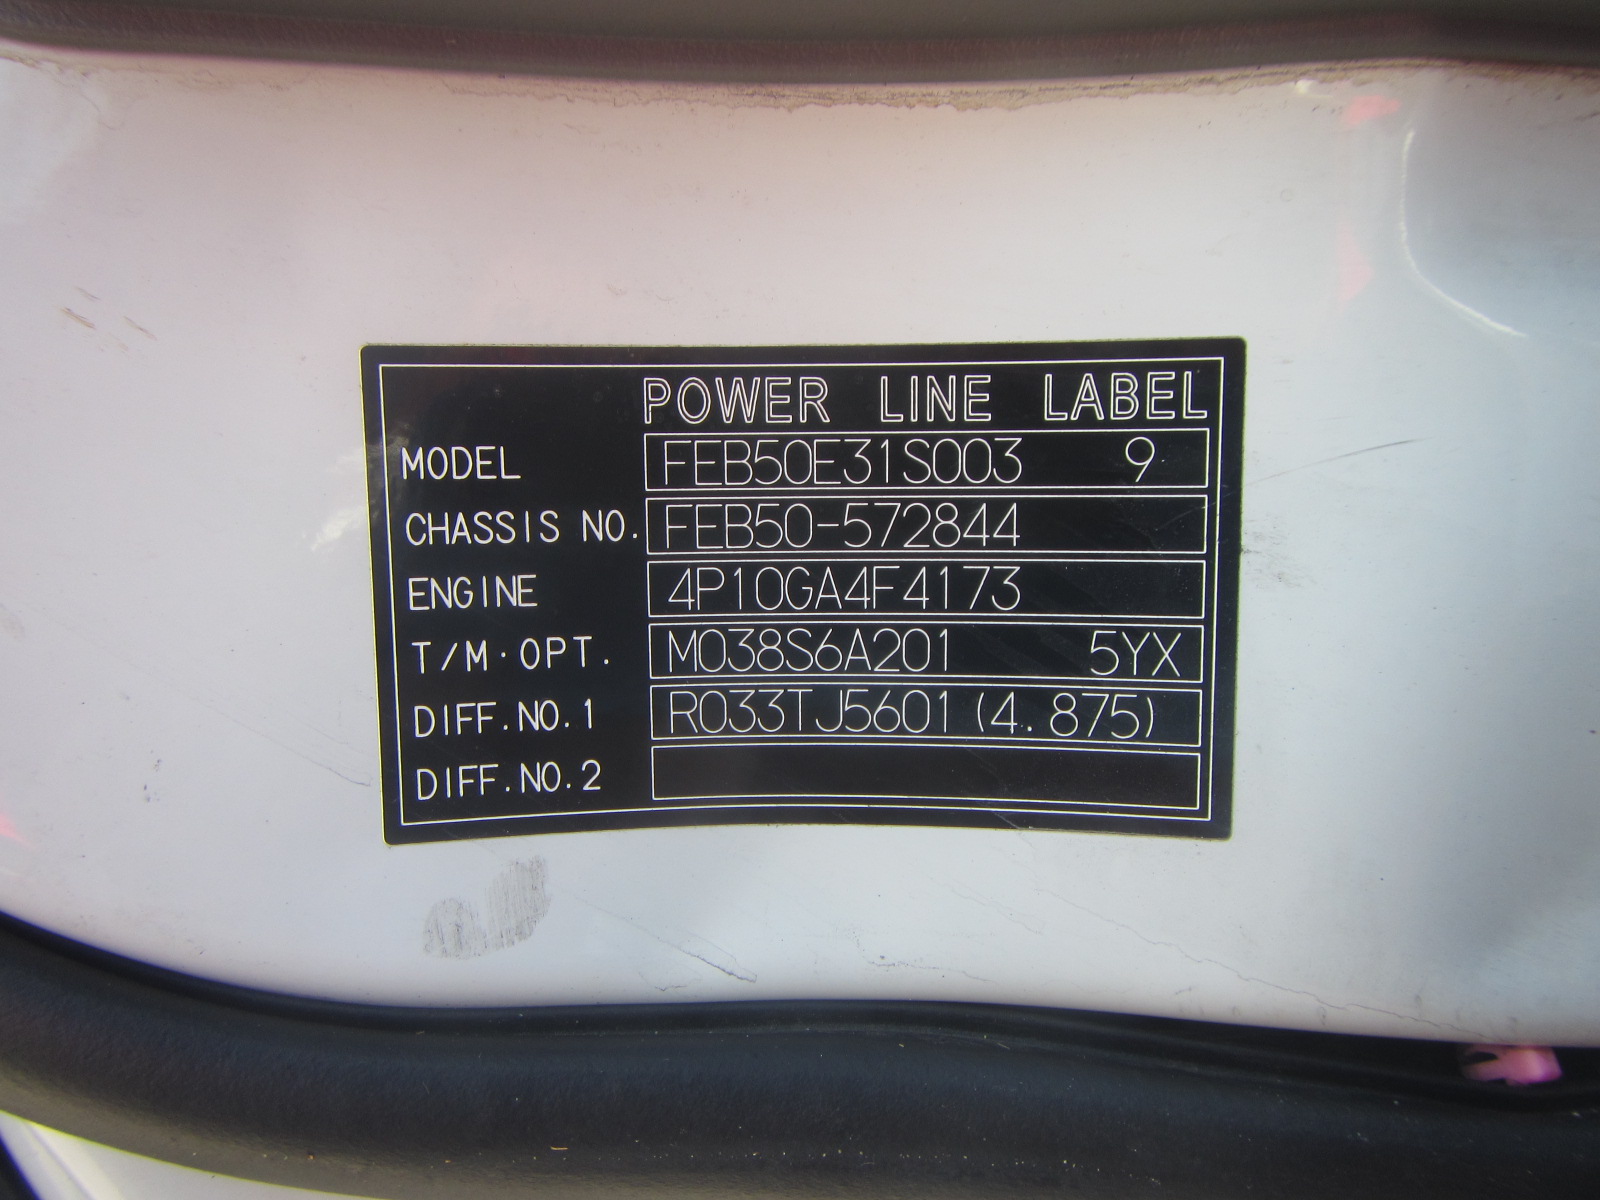 POWER LINE LABEL
MODEL FEB50E31S003 9
CHASSIS NO. FEB50-572844
ENGINE 4P10GA4F4173
T/M·OPT. M038S6A201 5YX
DIFF.NO.1 R033TJ5601 (4.875)
DIFF.NO.2